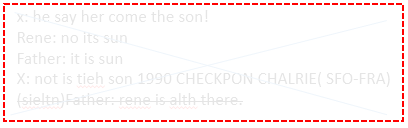 x: he say her come the son!
Rene: no its sun
Father: it is sun
X: not is tieh son 1990 CHECKPON CHALRIE( SFO-FRA)
(sieltn)Father: rene is alth there.